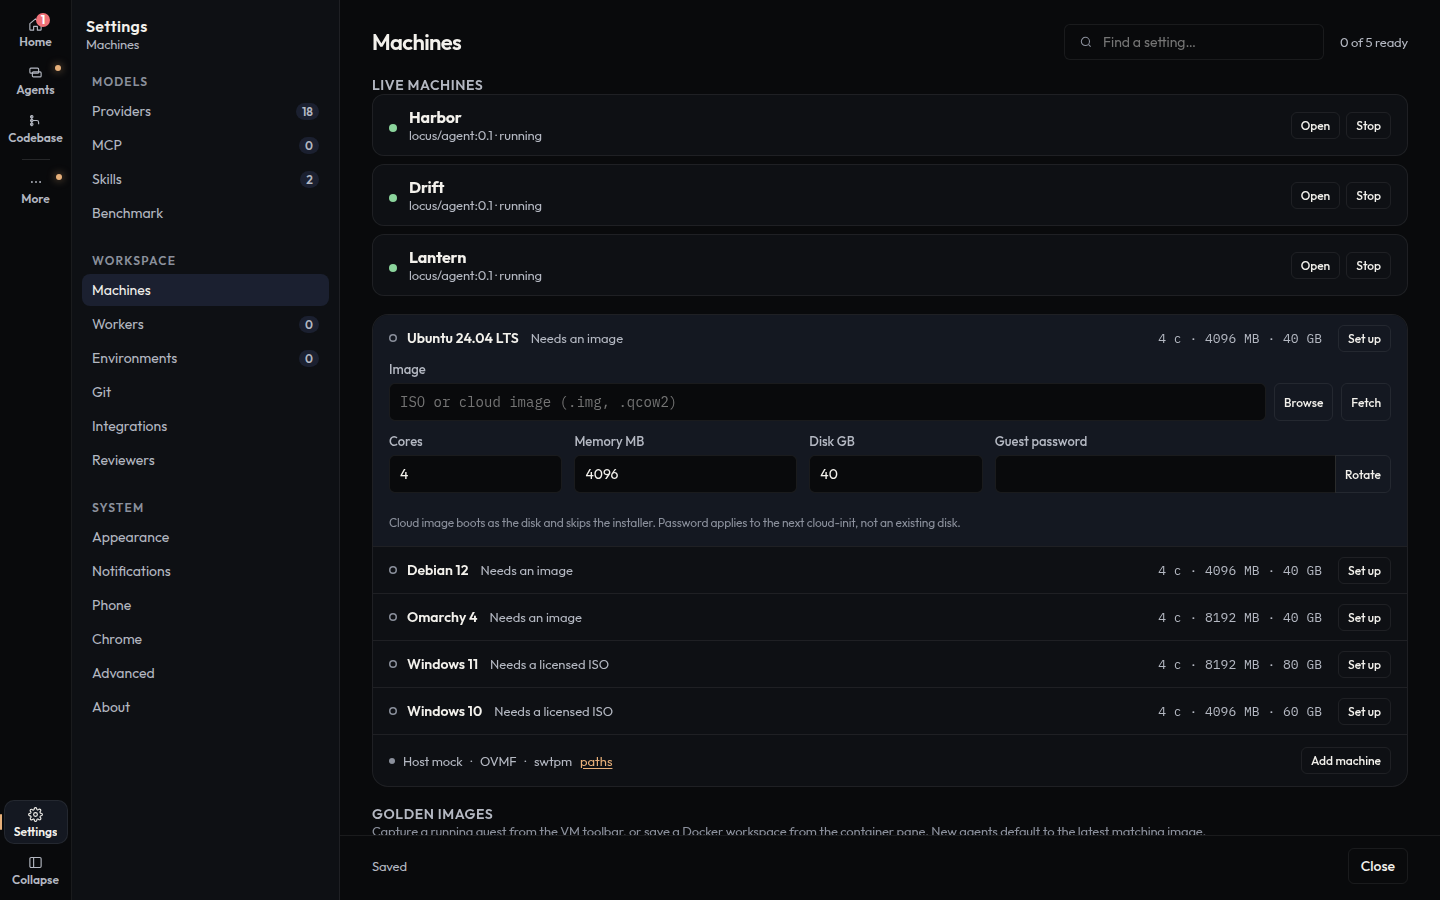 1
Home
Agents
Codebase
...
More
Settings
Collapse
Settings
Machines
MODELS
Providers 18
MCP 0
Skills 2
Benchmark
WORKSPACE
Machines
Workers 0
Environments 0
Git
Integrations
Reviewers
SYSTEM
Appearance
Notifications
Phone
Chrome
Advanced
About
Machines
Find a setting...
0 of 5 ready
LIVE MACHINES
Harbor
locus/agent:0.1 · running
Open Stop
Drift
locus/agent:0.1 · running
Open Stop
Lantern
locus/agent:0.1 · running
Open Stop
Ubuntu 24.04 LTS Needs an image 4 c · 4096 MB · 40 GB Set up
Image
ISO or cloud image (.img, .qcow2) Browse Fetch
Cores Memory MB Disk GB Guest password
4 4096 40 Rotate
Cloud image boots as the disk and skips the installer. Password applies to the next cloud-init, not an existing disk.
Debian 12 Needs an image 4 c · 4096 MB · 40 GB Set up
Omarchy 4 Needs an image 4 c · 8192 MB · 40 GB Set up
Windows 11 Needs a licensed ISO 4 c · 8192 MB · 80 GB Set up
Windows 10 Needs a licensed ISO 4 c · 4096 MB · 60 GB Set up
Host mock · OVMF · swtpm paths Add machine
GOLDEN IMAGES
Capture a running guest from the VM toolbar, or save a Docker workspace from the container pane. New agents default to the latest matching image.
Saved
Close